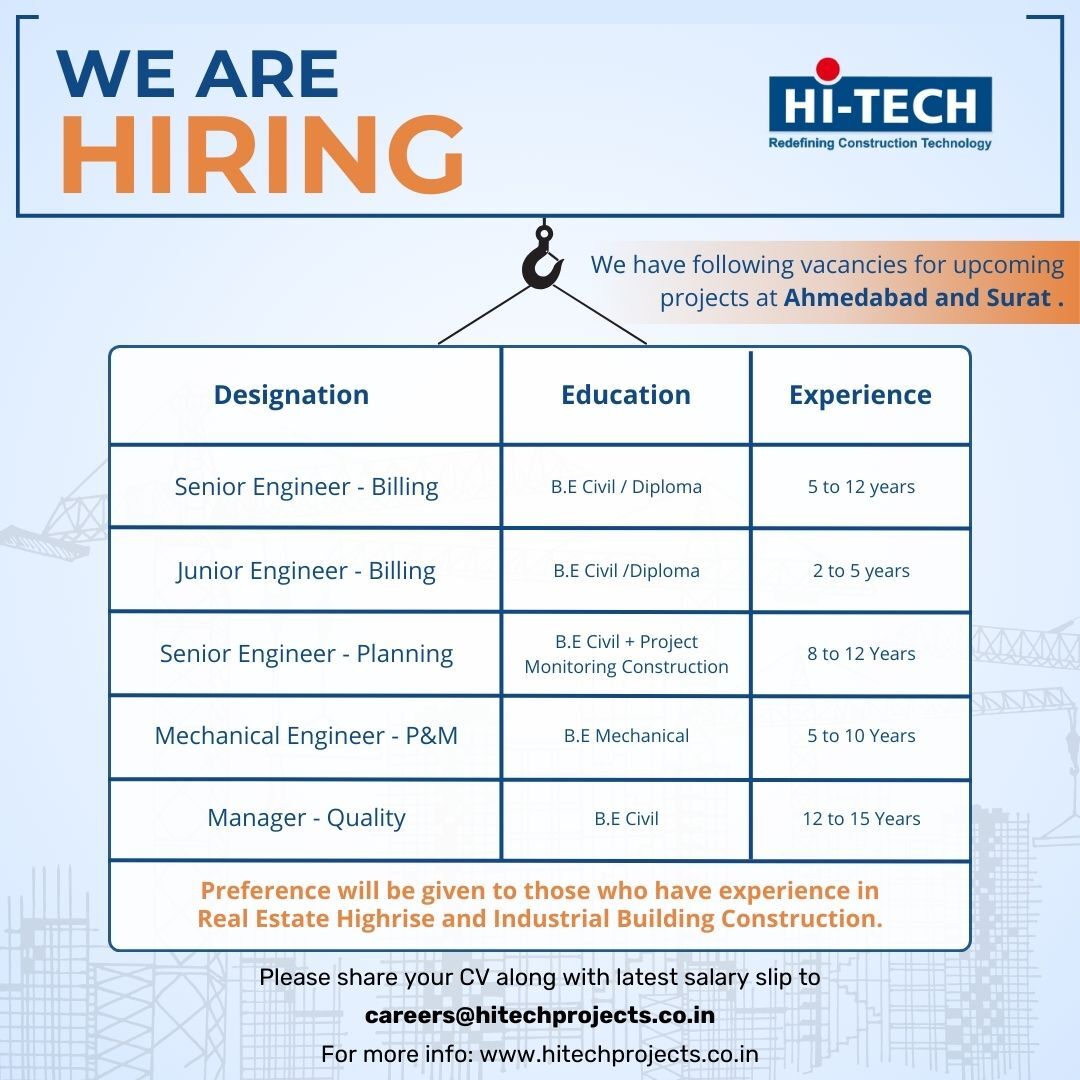 WE ARE
HIRING
HI-TECH
Redefining Construction Technology
We have following vacancies for upcoming
projects at Ahmedabad and Surat .
Designation Education Experience
Senior Engineer - Billing B.E Civil / Diploma 5 to 12 years
Junior Engineer - Billing B.E Civil /Diploma 2 to 5 years
Senior Engineer - Planning B.E Civil + Project
Monitoring Construction 8 to 12 Years
Mechanical Engineer - P&M B.E Mechanical 5 to 10 Years
Manager - Quality B.E Civil 12 to 15 Years
Preference will be given to those who have experience in
Real Estate Highrise and Industrial Building Construction.
Please share your CV along with latest salary slip to
careers@hitechprojects.co.in
For more info: www.hitechprojects.co.in